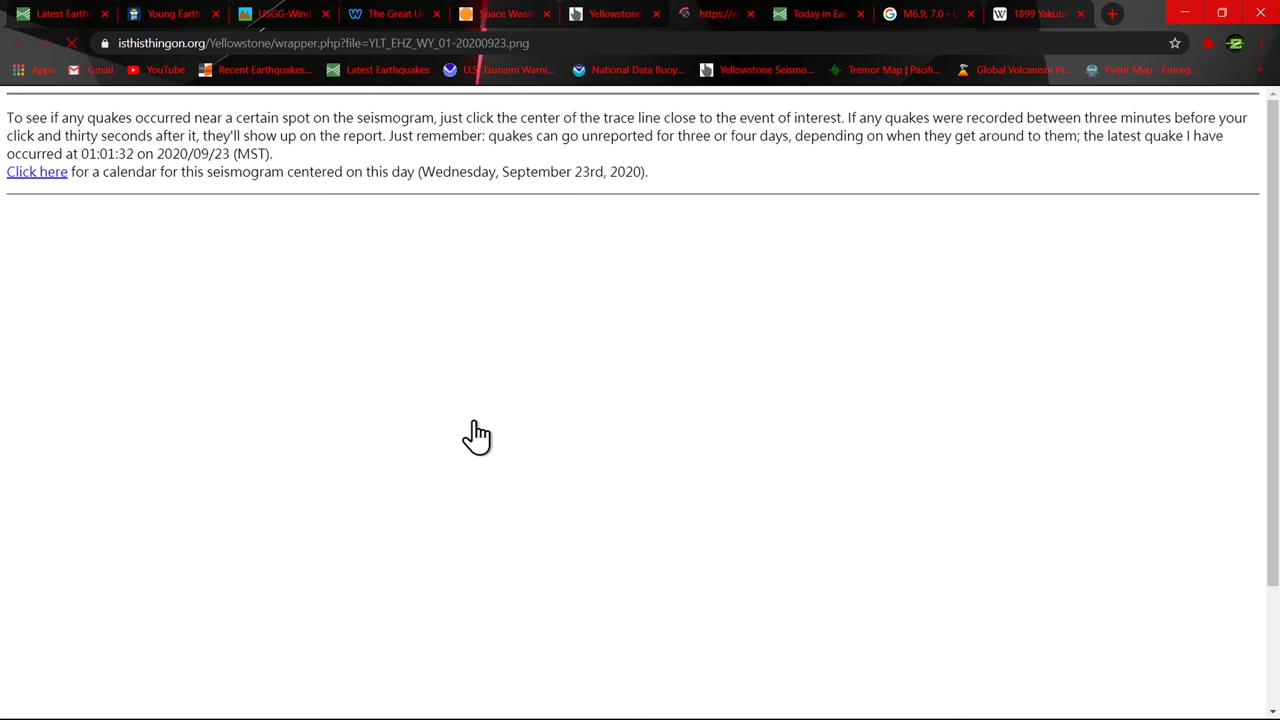 Latest Earth
Young Earth
USGG-Wind
The Great U
Space Weat
Yellowstone
https://w
Today in Ear
M6.9, 7.0 -
1899 Yakuta
isthisthingon.org/Yellowstone/wrapper.php?file=YLT_EHZ_WY_01-20200923.png
Apps
Gmail
YouTube
Recent Earthquakes...
Latest Earthquakes
U.S. Tsunami Warni...
National Data Buoy...
Yellowstone Seismo...
Tremor Map | Pacifi...
Global Volcanism Pr...
Event Map - Emerg...
To see if any quakes occurred near a certain spot on the seismogram, just click the center of the trace line close to the event of interest. If any quakes were recorded between three minutes before your
click and thirty seconds after it, they'll show up on the report. Just remember: quakes can go unreported for three or four days, depending on when they get around to them; the latest quake I have
occurred at 01:01:32 on 2020/09/23 (MST).
Click here for a calendar for this seismogram centered on this day (Wednesday, September 23rd, 2020).